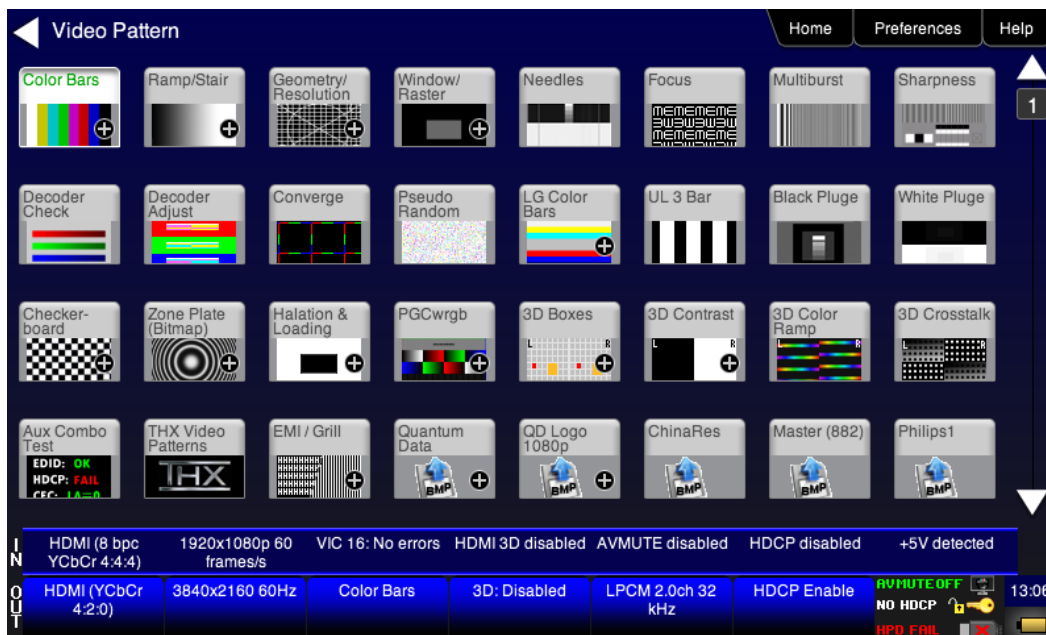 Video Pattern
Home
Preferences
Help
Color Bars
Ramp/Stair
Geometry/
Resolution
Window/
Raster
Needles
Focus
MEMEMEME
Multiburst
Sharpness
1
Decoder
Check
Decoder
Adjust
Converge
Pseudo
Random
LG Color
Bars
UL 3 Bar
Black Pluge
White Pluge
Checker-
board
Zone Plate
(Bitmap)
Halation &
Loading
PGCwrgb
3D Boxes
L R
3D Contrast
L R
3D Color
Ramp
L R
3D Crosstalk
L R
Aux Combo
Test
EDID: OK
HDCP: FAIL
CEC: LA=0
THX Video
Patterns
THX
EMI / Grill
Quantum
Data
BMP
QD Logo
1080p
BMP
ChinaRes
BMP
Master (882)
BMP
Philips1
BMP
IN
HDMI (8 bpc
YCbCr 4:4:4)
1920x1080p 60
frames/s
VIC 16: No errors
HDMI 3D disabled
AVMUTE disabled
HDCP disabled
+5V detected
OUT
HDMI (YCbCr
4:2:0)
3840x2160 60Hz
Color Bars
3D: Disabled
LPCM 2.0ch 32
kHz
HDCP Enable
AVMUTEOFF
NO HDCP
HPD FAIL
13:06